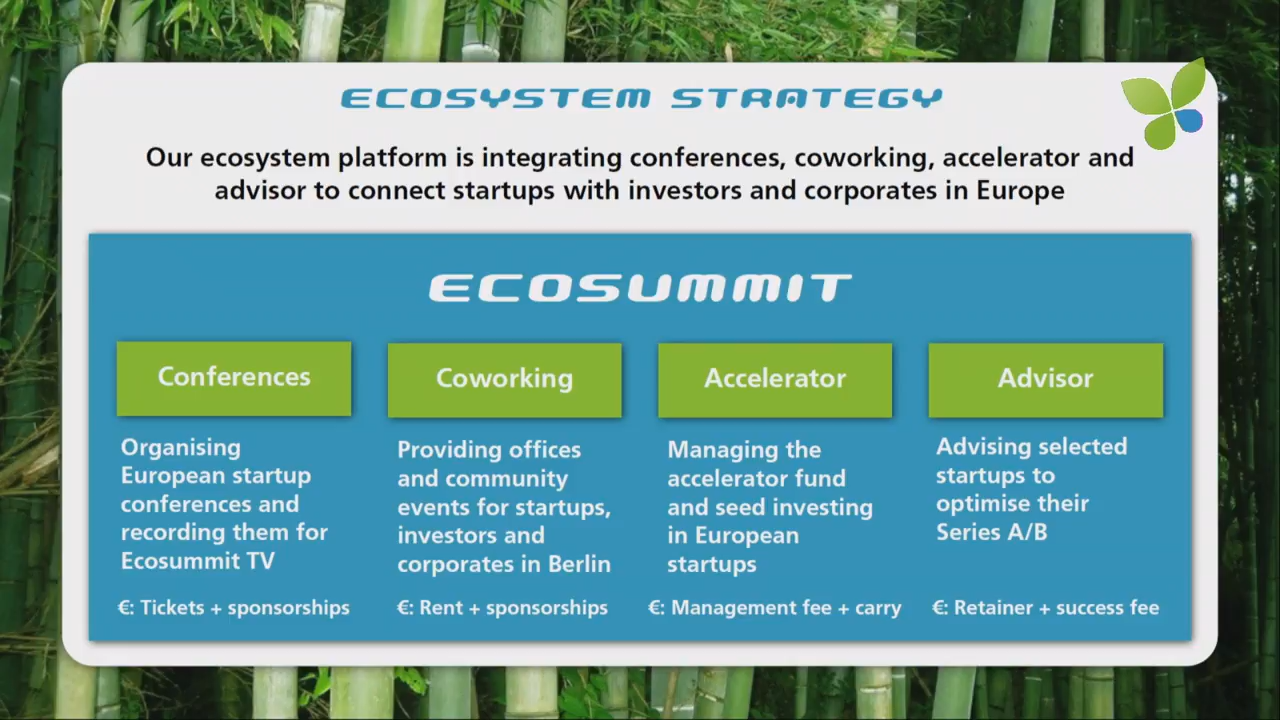 ECOSYSTEM STRATEGY
Our ecosystem platform is integrating conferences, coworking, accelerator and
advisor to connect startups with investors and corporates in Europe
ECOSUMMIT
Conferences
Organising
European startup
conferences and
recording them for
Ecosummit TV
€: Tickets + sponsorships
Coworking
Providing offices
and community
events for startups,
investors and
corporates in Berlin
€: Rent + sponsorships
Accelerator
Managing the
accelerator fund
and seed investing
in European
startups
€: Management fee + carry
Advisor
Advising selected
startups to
optimise their
Series A/B
€: Retainer + success fee